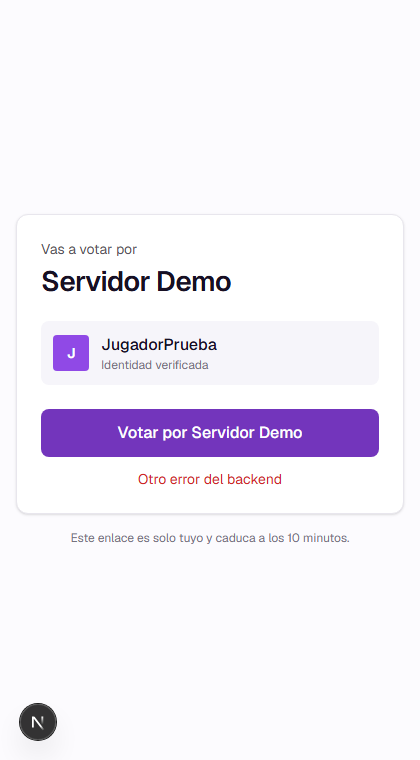 Vas a votar por
Servidor Demo
J
JugadorPrueba
Identidad verificada
Votar por Servidor Demo
Otro error del backend
Este enlace es solo tuyo y caduca a los 10 minutos.
N